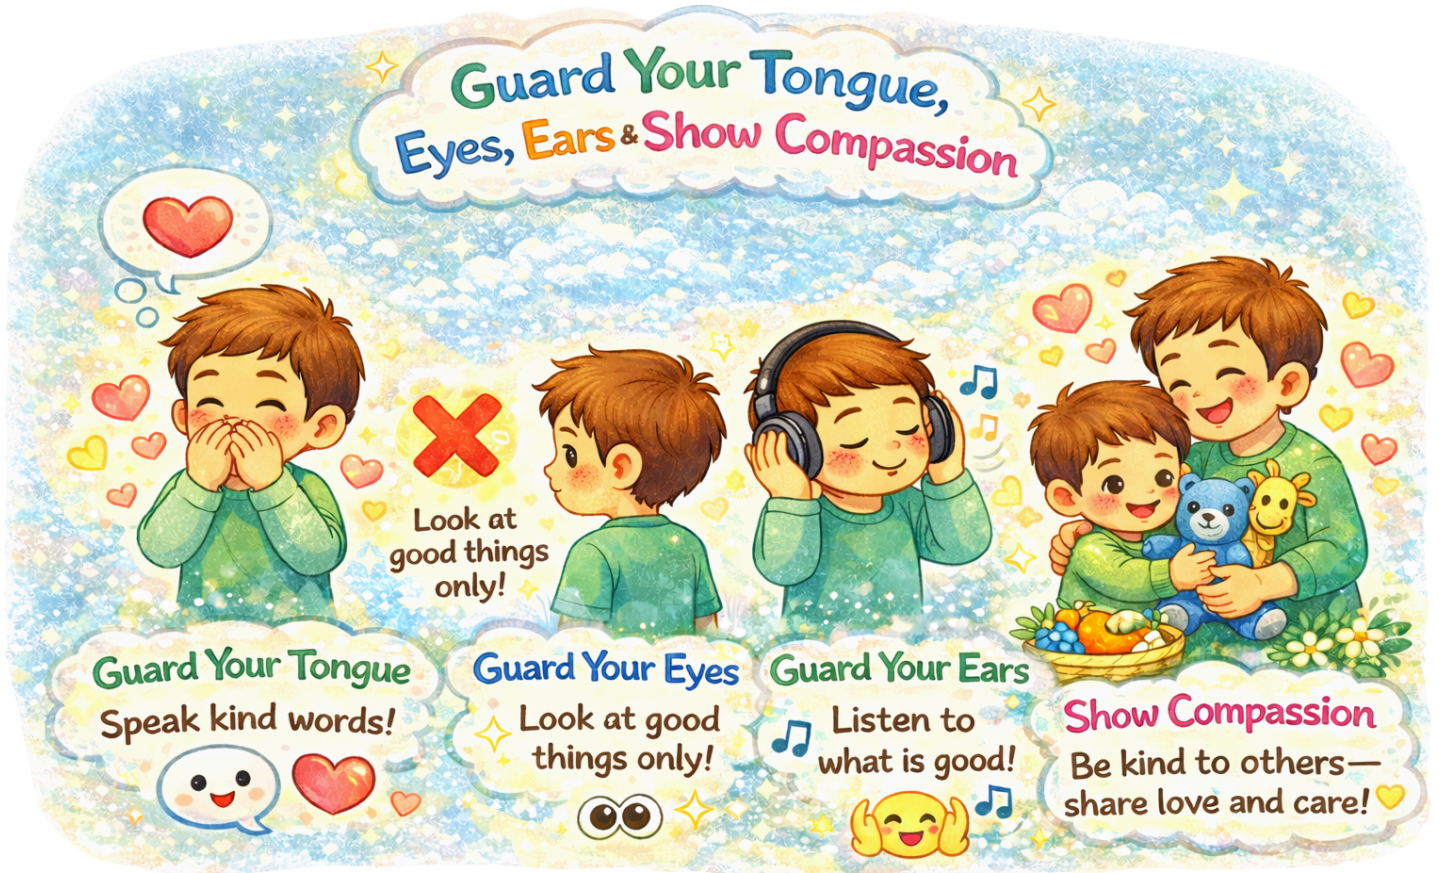 Guard Your Tongue,
Eyes, Ears & Show Compassion
Look at
good things
only!
Guard Your Tongue
Speak kind words!
Guard Your Eyes
Look at good
things only!
Guard Your Ears
Listen to
what is good!
Show Compassion
Be kind to others—
share love and care!